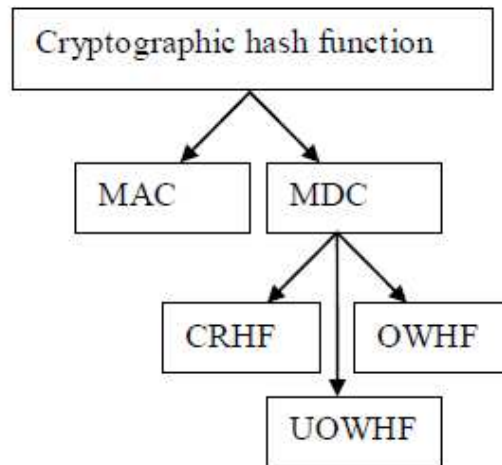 Cryptographic hash function
MAC
MDC
CRHF
OWHF
UOWHF